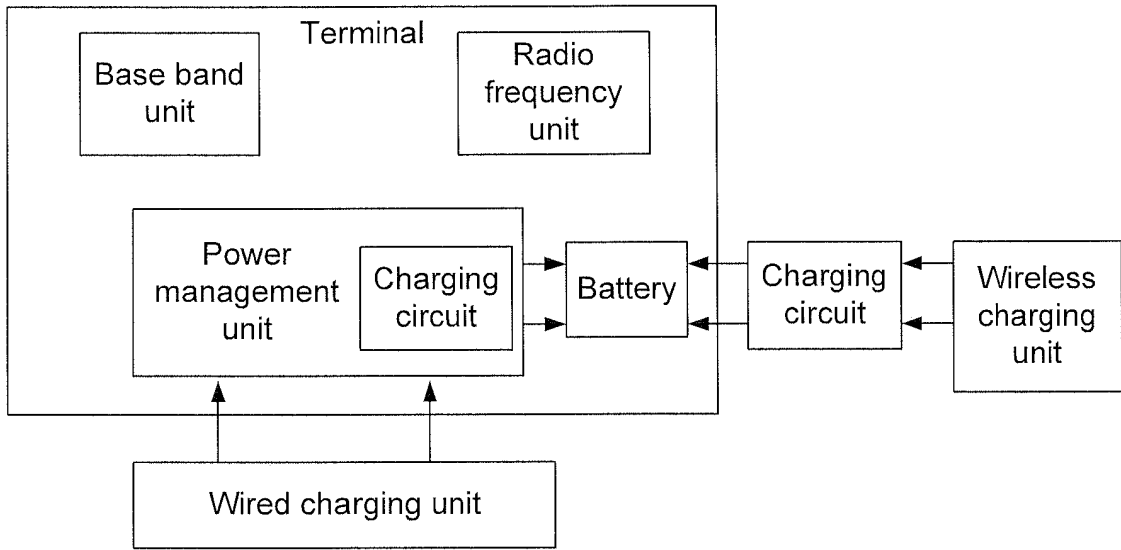 Terminal
Base band
unit
Radio
frequency
unit
Power
management
unit
Charging
circuit
Battery
Charging
circuit
Wireless
charging
unit
Wired charging unit